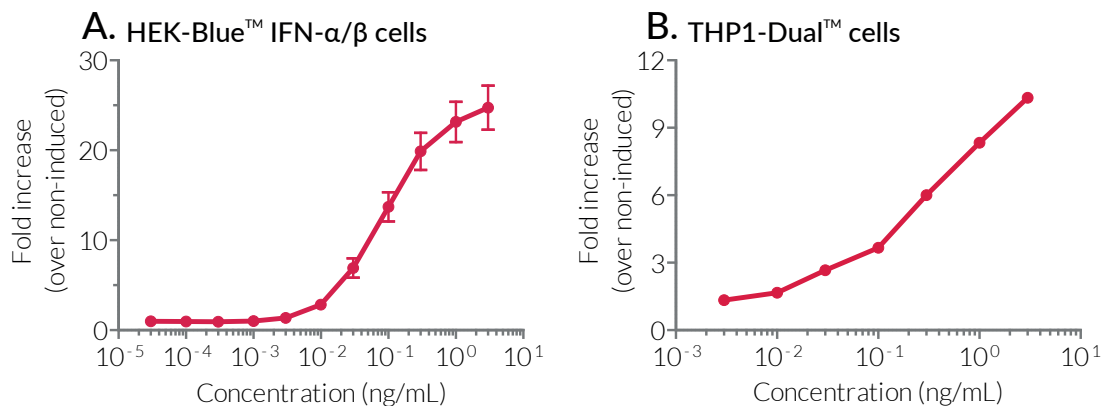 A. HEK-Blue™ IFN-α/β cells
30
20
10
0
Fold increase
(over non-induced)
10⁻⁵ 10⁻⁴ 10⁻³ 10⁻² 10⁻¹ 10⁰ 10¹
Concentration (ng/mL)
B. THP1-Dual™ cells
12
9
6
3
0
Fold increase
(over non-induced)
10⁻³ 10⁻² 10⁻¹ 10⁰ 10¹
Concentration (ng/mL)